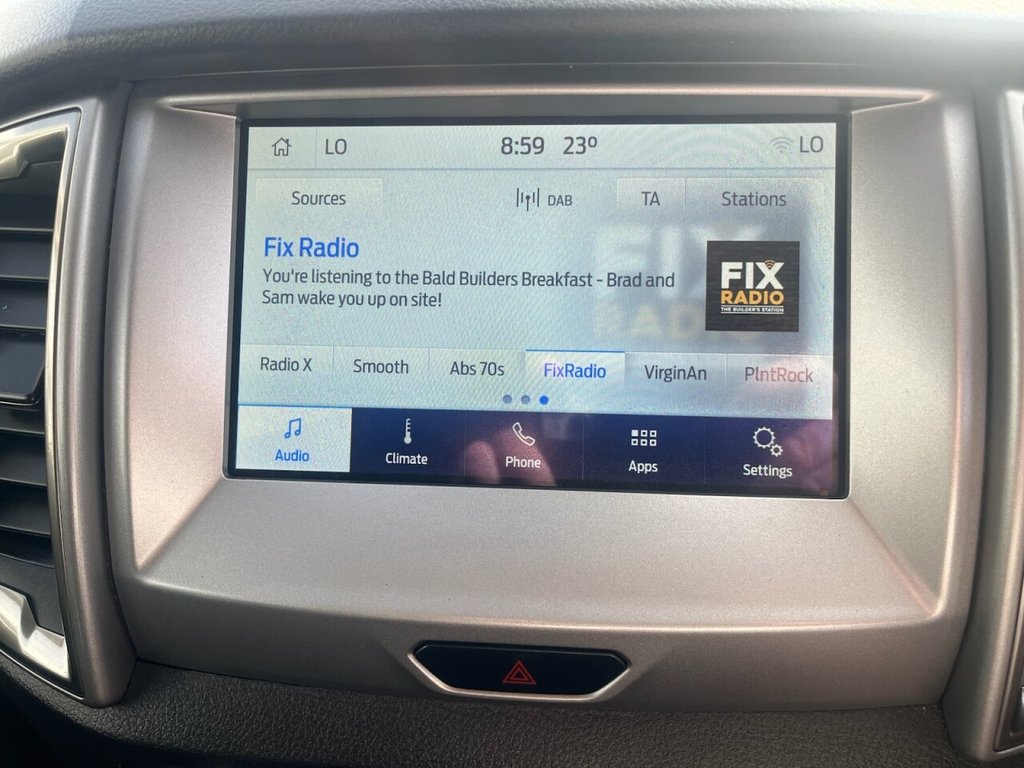 LO 8:59 23º LO
Sources DAB TA Stations
Fix Radio
You're listening to the Bald Builders Breakfast - Brad and
Sam wake you up on site!
FIX
RADIO
THE BUILDER'S STATION
FIX
RAD
Radio X Smooth Abs 70s FixRadio VirginAn PlntRock
Audio Climate Phone Apps Settings